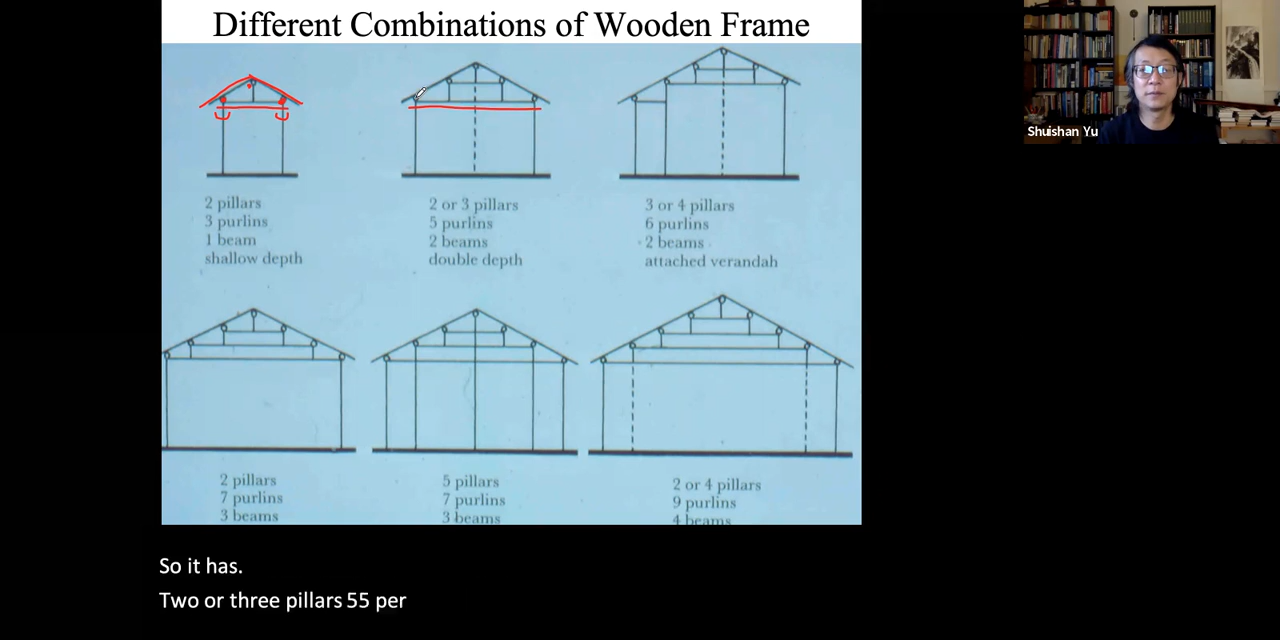 Different Combinations of Wooden Frame
Shuishan Yu
2 pillars
3 purlins
1 beam
shallow depth
2 or 3 pillars
5 purlins
2 beams
double depth
3 or 4 pillars
6 purlins
2 beams
attached verandah
2 pillars
7 purlins
3 beams
5 pillars
7 purlins
3 beams
2 or 4 pillars
9 purlins
4 beams
So it has.
Two or three pillars 55 per